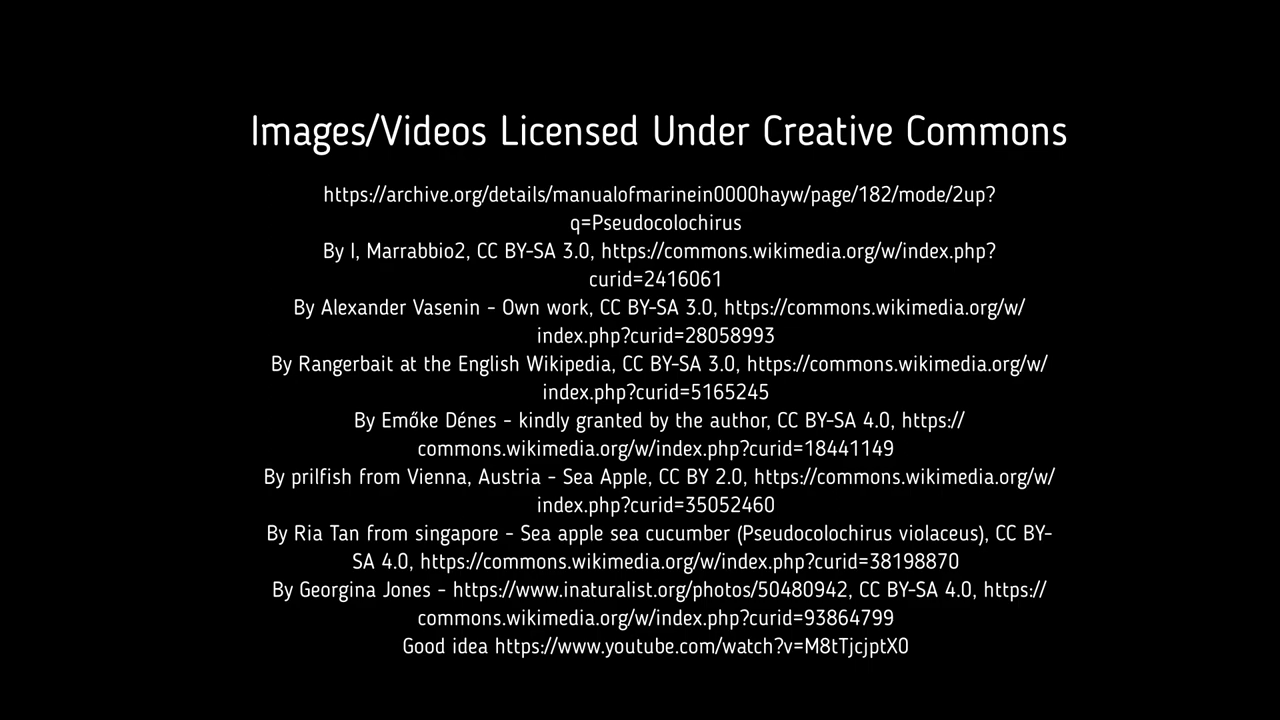 Images/Videos Licensed Under Creative Commons
https://archive.org/details/manualofmarinein0000hayw/page/182/mode/2up?
q=Pseudocolochirus
By I, Marrabbio2, CC BY-SA 3.0, https://commons.wikimedia.org/w/index.php?
curid=2416061
By Alexander Vasenin - Own work, CC BY-SA 3.0, https://commons.wikimedia.org/w/
index.php?curid=28058993
By Rangerbait at the English Wikipedia, CC BY-SA 3.0, https://commons.wikimedia.org/w/
index.php?curid=5165245
By Emőke Dénes - kindly granted by the author, CC BY-SA 4.0, https://
commons.wikimedia.org/w/index.php?curid=18441149
By prilfish from Vienna, Austria - Sea Apple, CC BY 2.0, https://commons.wikimedia.org/w/
index.php?curid=35052460
By Ria Tan from singapore - Sea apple sea cucumber (Pseudocolochirus violaceus), CC BY-
SA 4.0, https://commons.wikimedia.org/w/index.php?curid=38198870
By Georgina Jones - https://www.inaturalist.org/photos/50480942, CC BY-SA 4.0, https://
commons.wikimedia.org/w/index.php?curid=93864799
Good idea https://www.youtube.com/watch?v=M8tTjcjptX0